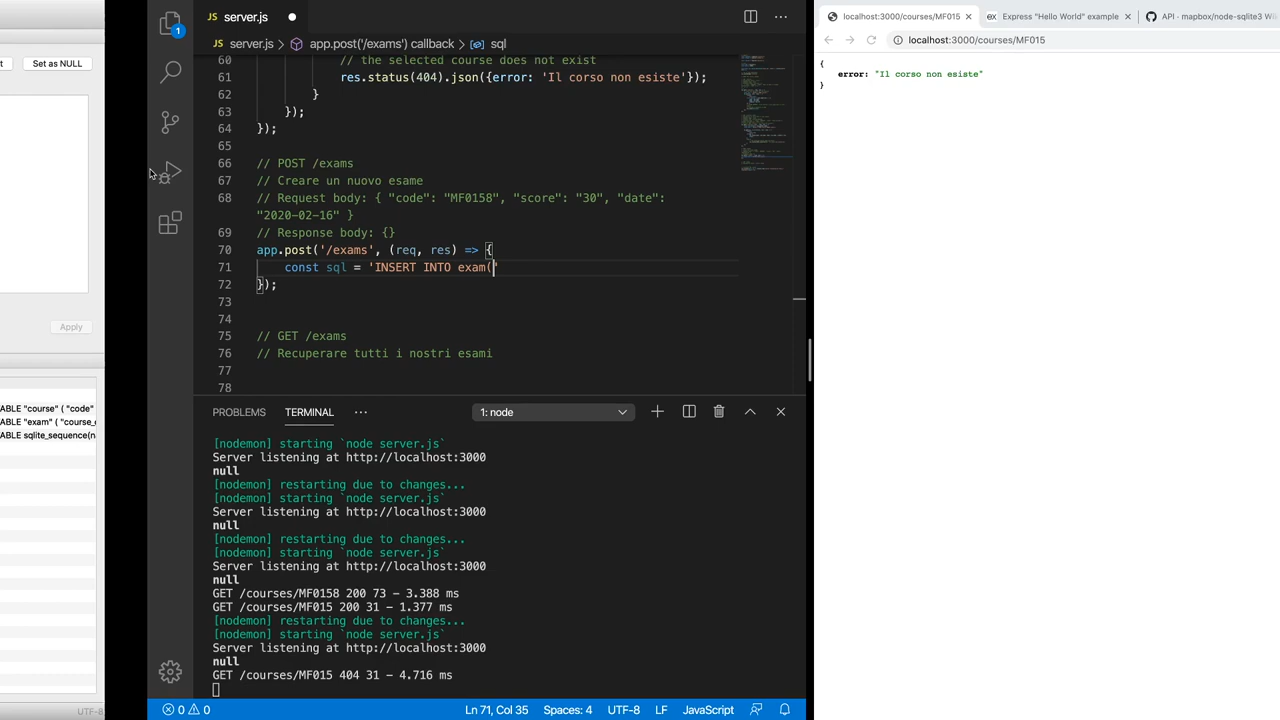 t
Set as NULL
Apply
ABLE "course" ( "code"
ABLE "exam" ( "course_
ABLE sqlite_sequence(n
UTF-8
1
JS server.js
JS server.js > app.post('/exams') callback > sql
60 // the selected course does not exist
61 res.status(404).json({error: 'Il corso non esiste'});
62 }
63 });
64 });
65
66 // POST /exams
67 // Creare un nuovo esame
68 // Request body: { "code": "MF0158", "score": "30", "date":
"2020-02-16" }
69 // Response body: {}
70 app.post('/exams', (req, res) => {
71 const sql = 'INSERT INTO exam('
72 });
73
74
75 // GET /exams
76 // Recuperare tutti i nostri esami
77
78
PROBLEMS TERMINAL ... 1: node
[nodemon] starting `node server.js`
Server listening at http://localhost:3000
null
[nodemon] restarting due to changes...
[nodemon] starting `node server.js`
Server listening at http://localhost:3000
null
[nodemon] restarting due to changes...
[nodemon] starting `node server.js`
Server listening at http://localhost:3000
null
GET /courses/MF0158 200 73 - 3.388 ms
GET /courses/MF015 200 31 - 1.377 ms
[nodemon] restarting due to changes...
[nodemon] starting `node server.js`
Server listening at http://localhost:3000
null
GET /courses/MF015 404 31 - 4.716 ms
0 0 Ln 71, Col 35 Spaces: 4 UTF-8 LF JavaScript
localhost:3000/courses/MF015 ex Express "Hello World" example API · mapbox/node-sqlite3 Wi
localhost:3000/courses/MF015
{
error: "Il corso non esiste"
}